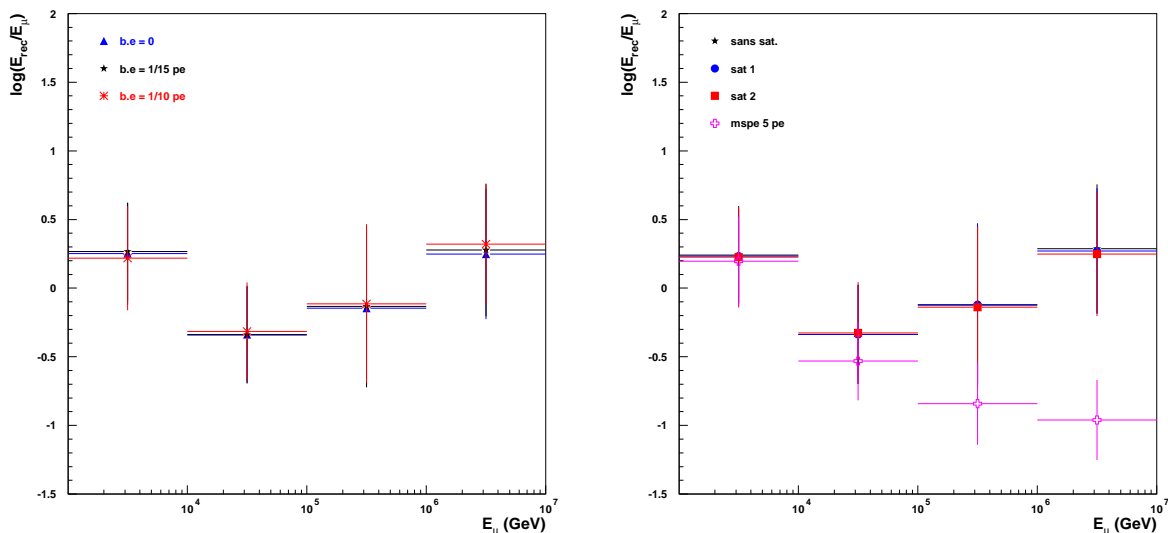 log(E_rec/E_μ)
2
1.5
1
0.5
0
-0.5
-1
-1.5
b.e = 0
b.e = 1/15 pe
b.e = 1/10 pe
10^4
10^5
10^6
10^7
E_μ (GeV)
log(E_rec/E_μ)
2
1.5
1
0.5
0
-0.5
-1
-1.5
sans sat.
sat 1
sat 2
mspe 5 pe
10^4
10^5
10^6
10^7
E_μ (GeV)